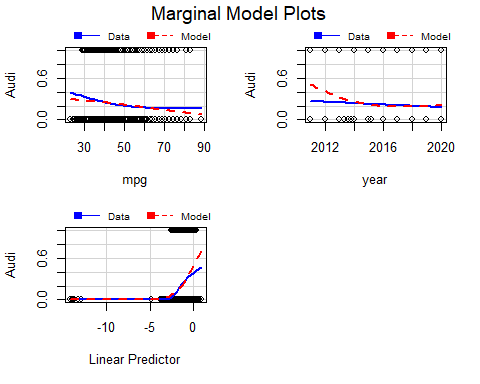 Marginal Model Plots
Data Model
Audi
0.0 0.6
30 50 70 90
mpg
Data Model
Audi
0.0 0.6
2012 2016 2020
year
Data Model
Audi
0.0 0.6
-10 -5 0
Linear Predictor